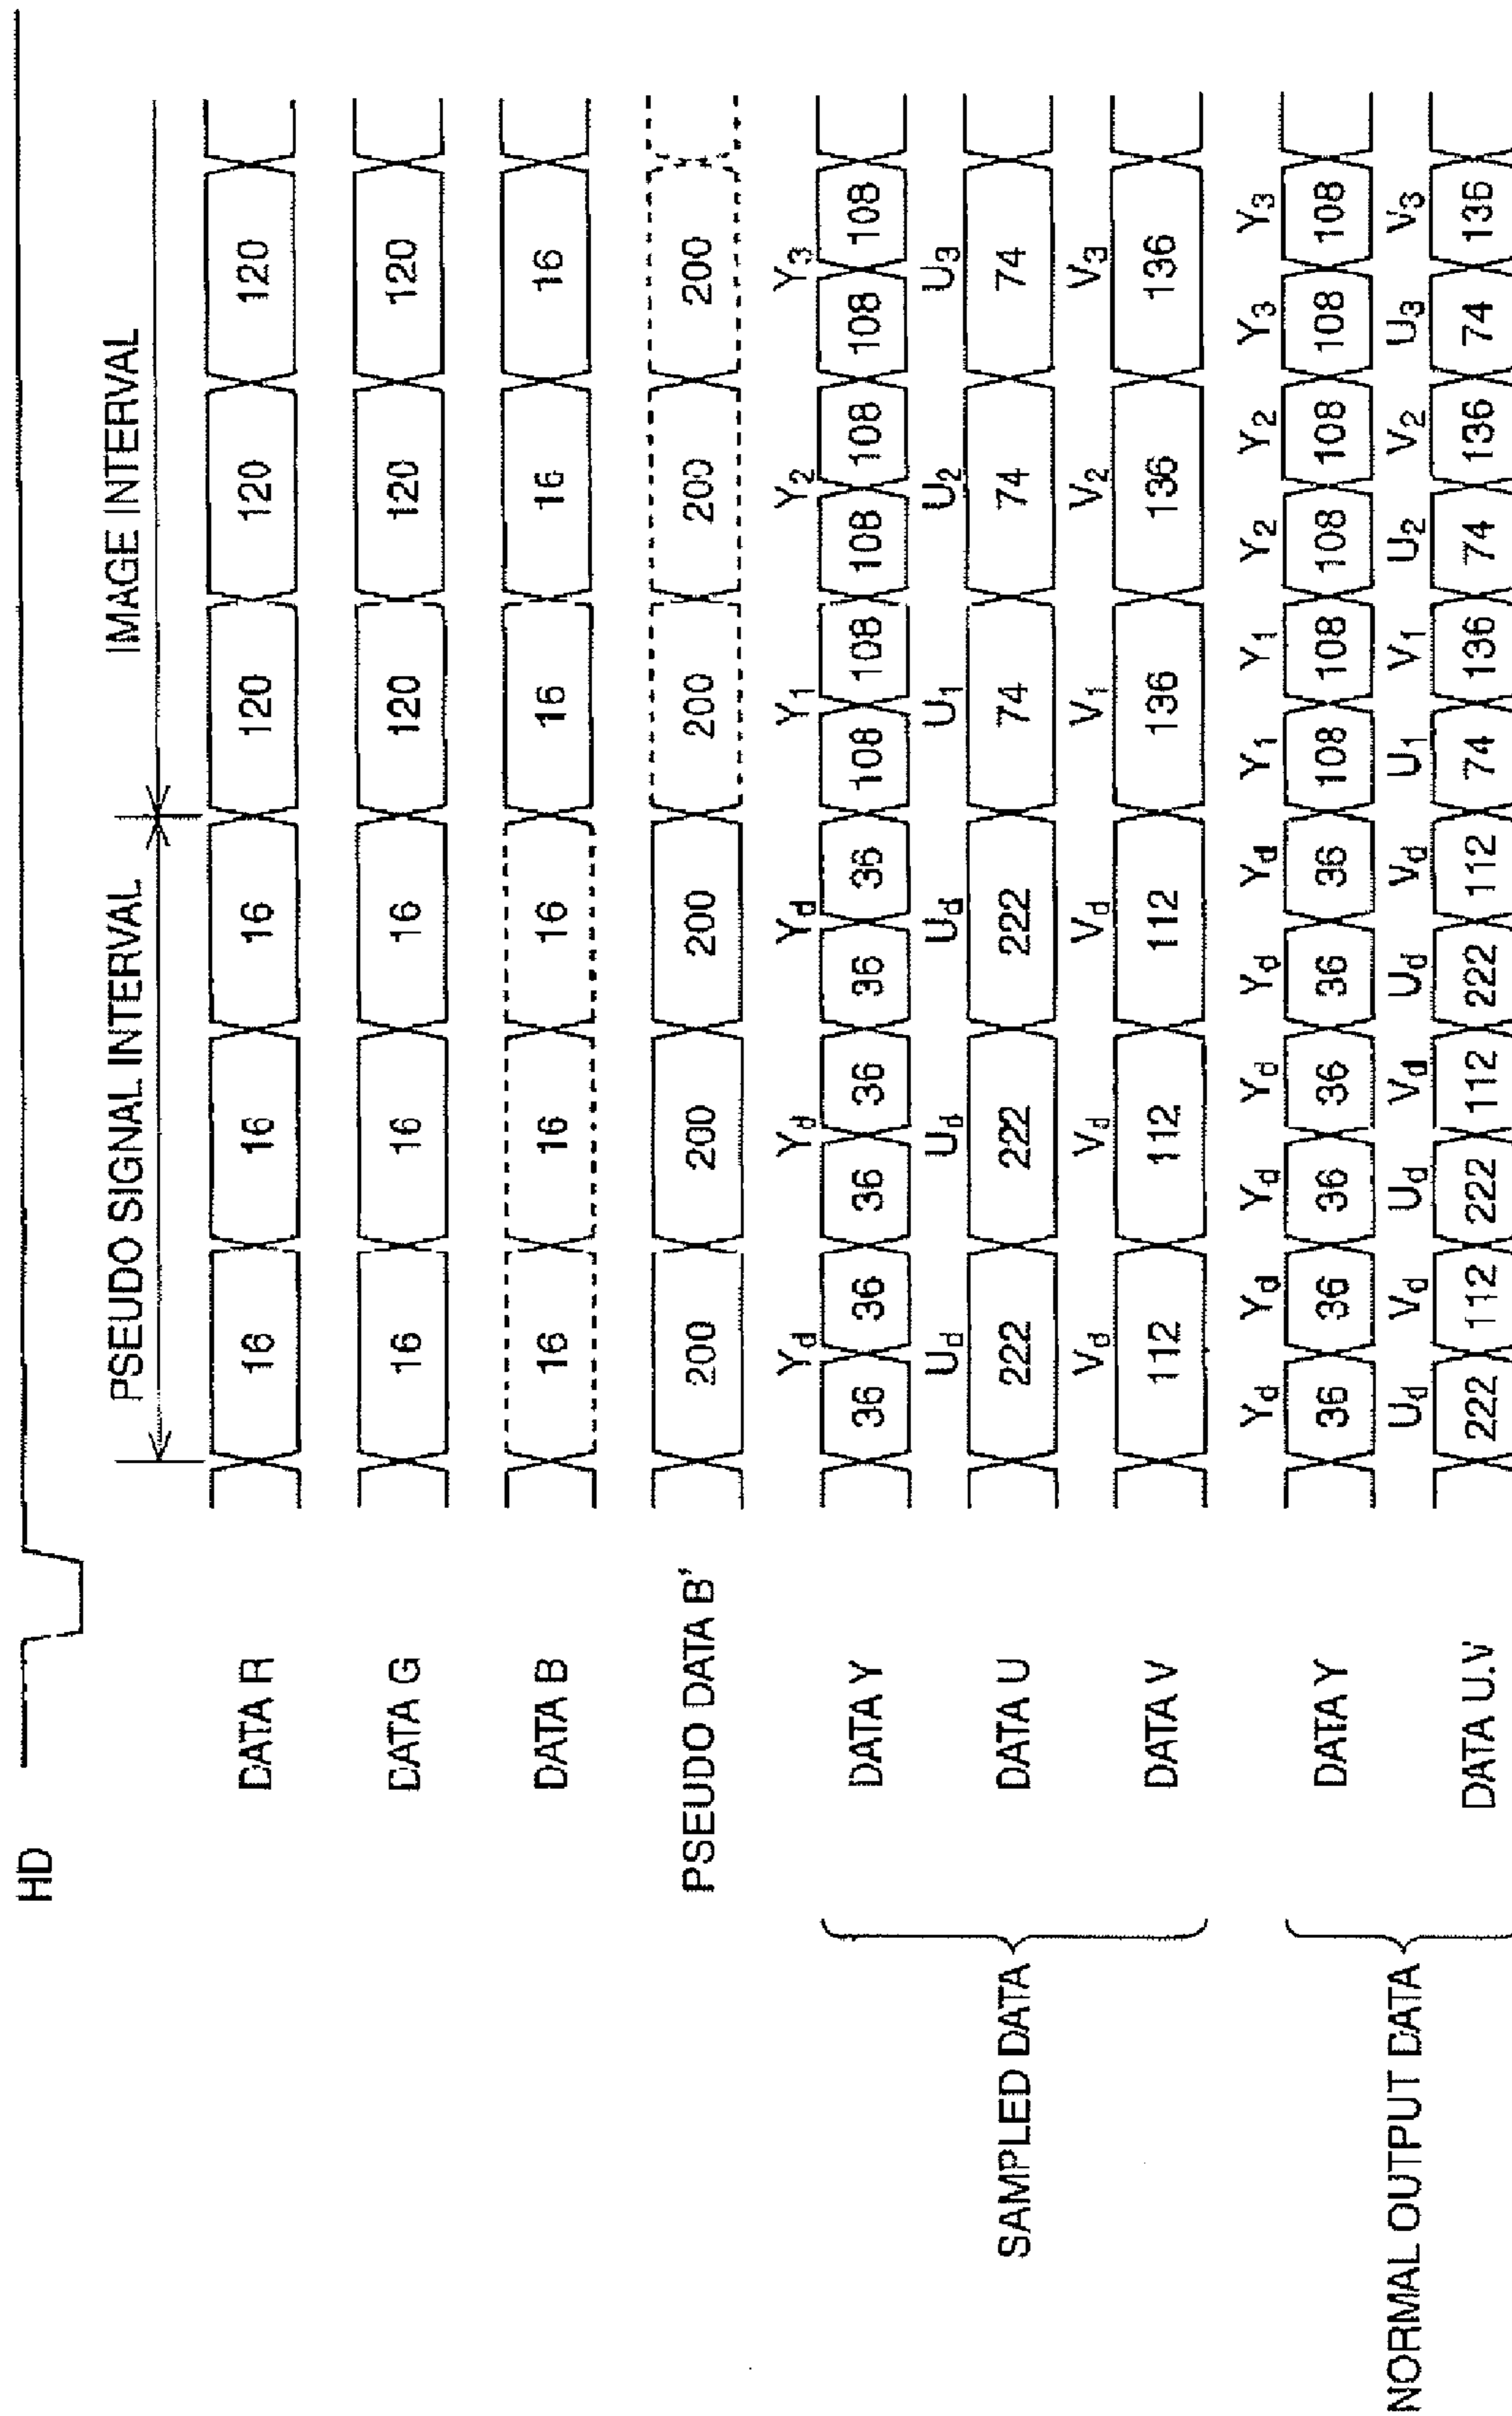 HD
PSEUDO SIGNAL INTERVAL IMAGE INTERVAL
DATA R 16 16 16 120 120 120
DATA G 16 16 16 120 120 120
DATA B 16 16 16 16 16 16
PSEUDO DATA B' 200 200 200 200 200 200
SAMPLED DATA
Yd Yd Yd Y1 Y2 Y3
DATA Y 36 36 36 36 36 36 108 108 108 108 108 108
Ud Ud Ud U1 U2 U3
DATA U 222 222 222 74 74 74
Vd Vd Vd V1 V2 V3
DATA V 112 112 112 136 136 136
NORMAL OUTPUT DATA
Yd Yd Yd Yd Yd Yd Y1 Y1 Y2 Y2 Y3 Y3
DATA Y 36 36 36 36 36 36 108 108 108 108 108 108
Ud Vd Ud Vd Ud Vd U1 V1 U2 V2 U3 V3
DATA U.V 222 112 222 112 222 112 74 136 74 136 74 136